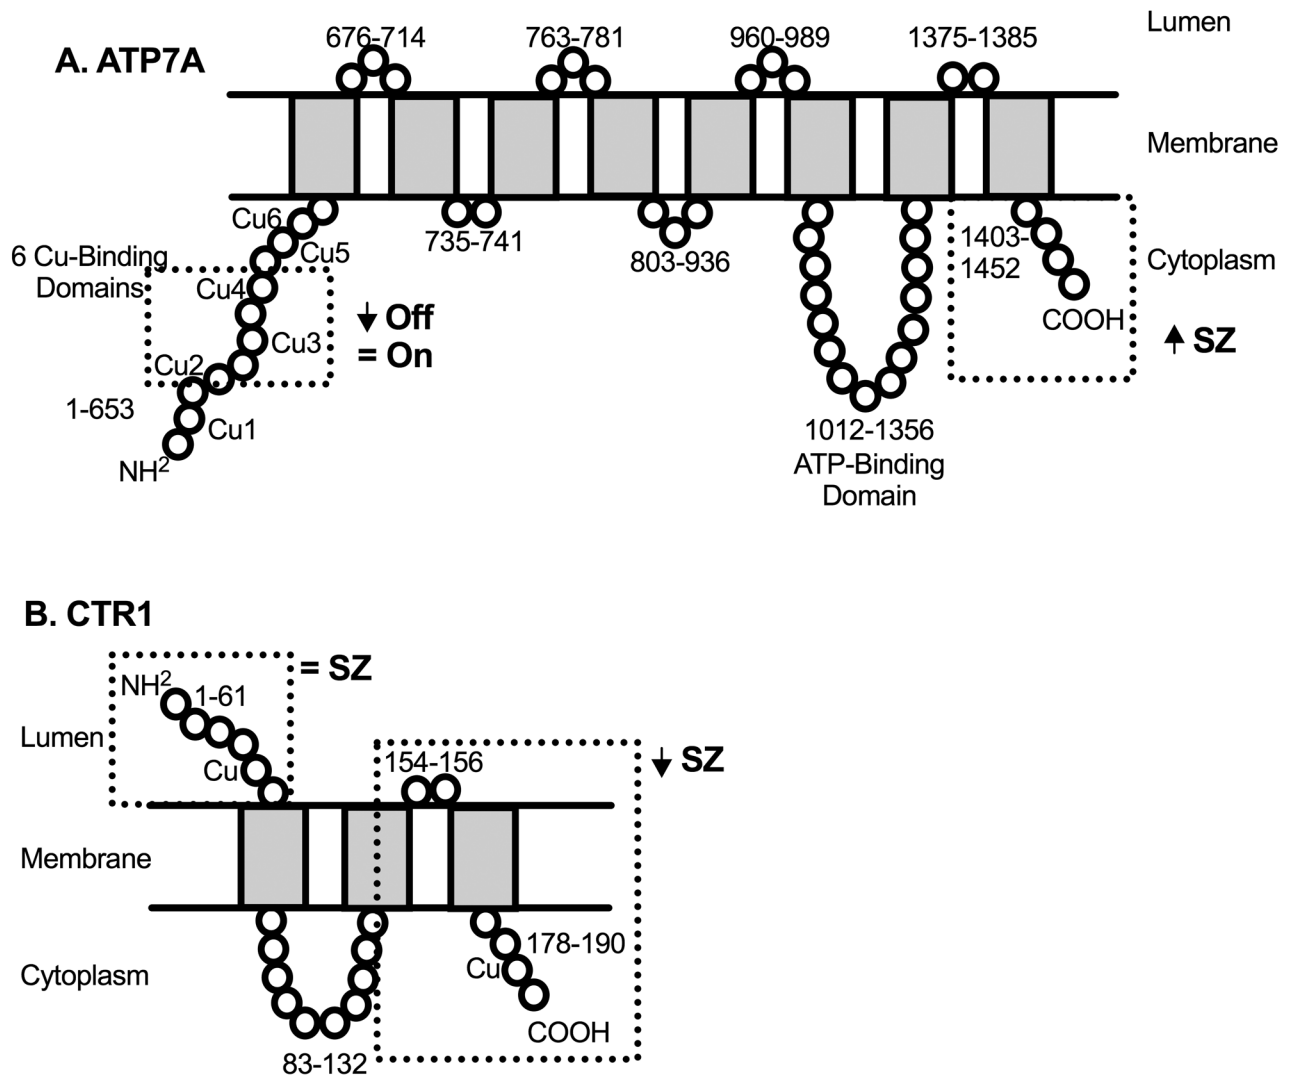 A. ATP7A
676-714
763-781
960-989
1375-1385
Lumen
Membrane
Cu6
Cu5
6 Cu-Binding
Domains
Cu4
Cu3
Cu2
1-653
Cu1
NH²
↓ Off
= On
735-741
803-936
1012-1356
ATP-Binding
Domain
1403-
1452
COOH
Cytoplasm
↑ SZ
B. CTR1
NH²
1-61
= SZ
Lumen
Cu
154-156
↓ SZ
Membrane
Cytoplasm
178-190
Cu
COOH
83-132